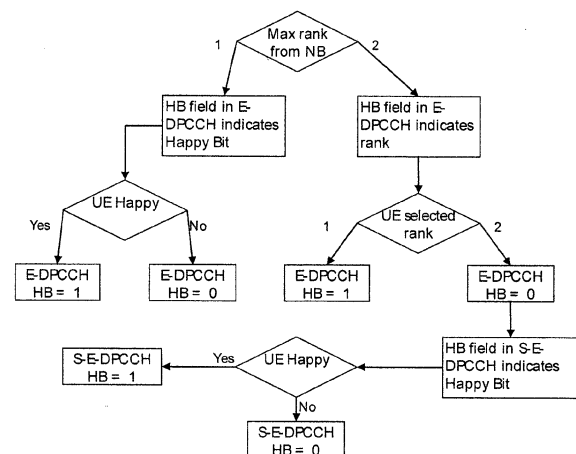 Max rank
from NB
1
2
HB field in E-
DPCCH indicates
Happy Bit
HB field in E-
DPCCH indicates
rank
UE Happy
Yes
No
UE selected
rank
1
2
E-DPCCH
HB = 1
E-DPCCH
HB = 0
E-DPCCH
HB = 1
E-DPCCH
HB = 0
HB field in S-E-
DPCCH indicates
Happy Bit
UE Happy
Yes
No
S-E-DPCCH
HB = 1
S-E-DPCCH
HB = 0